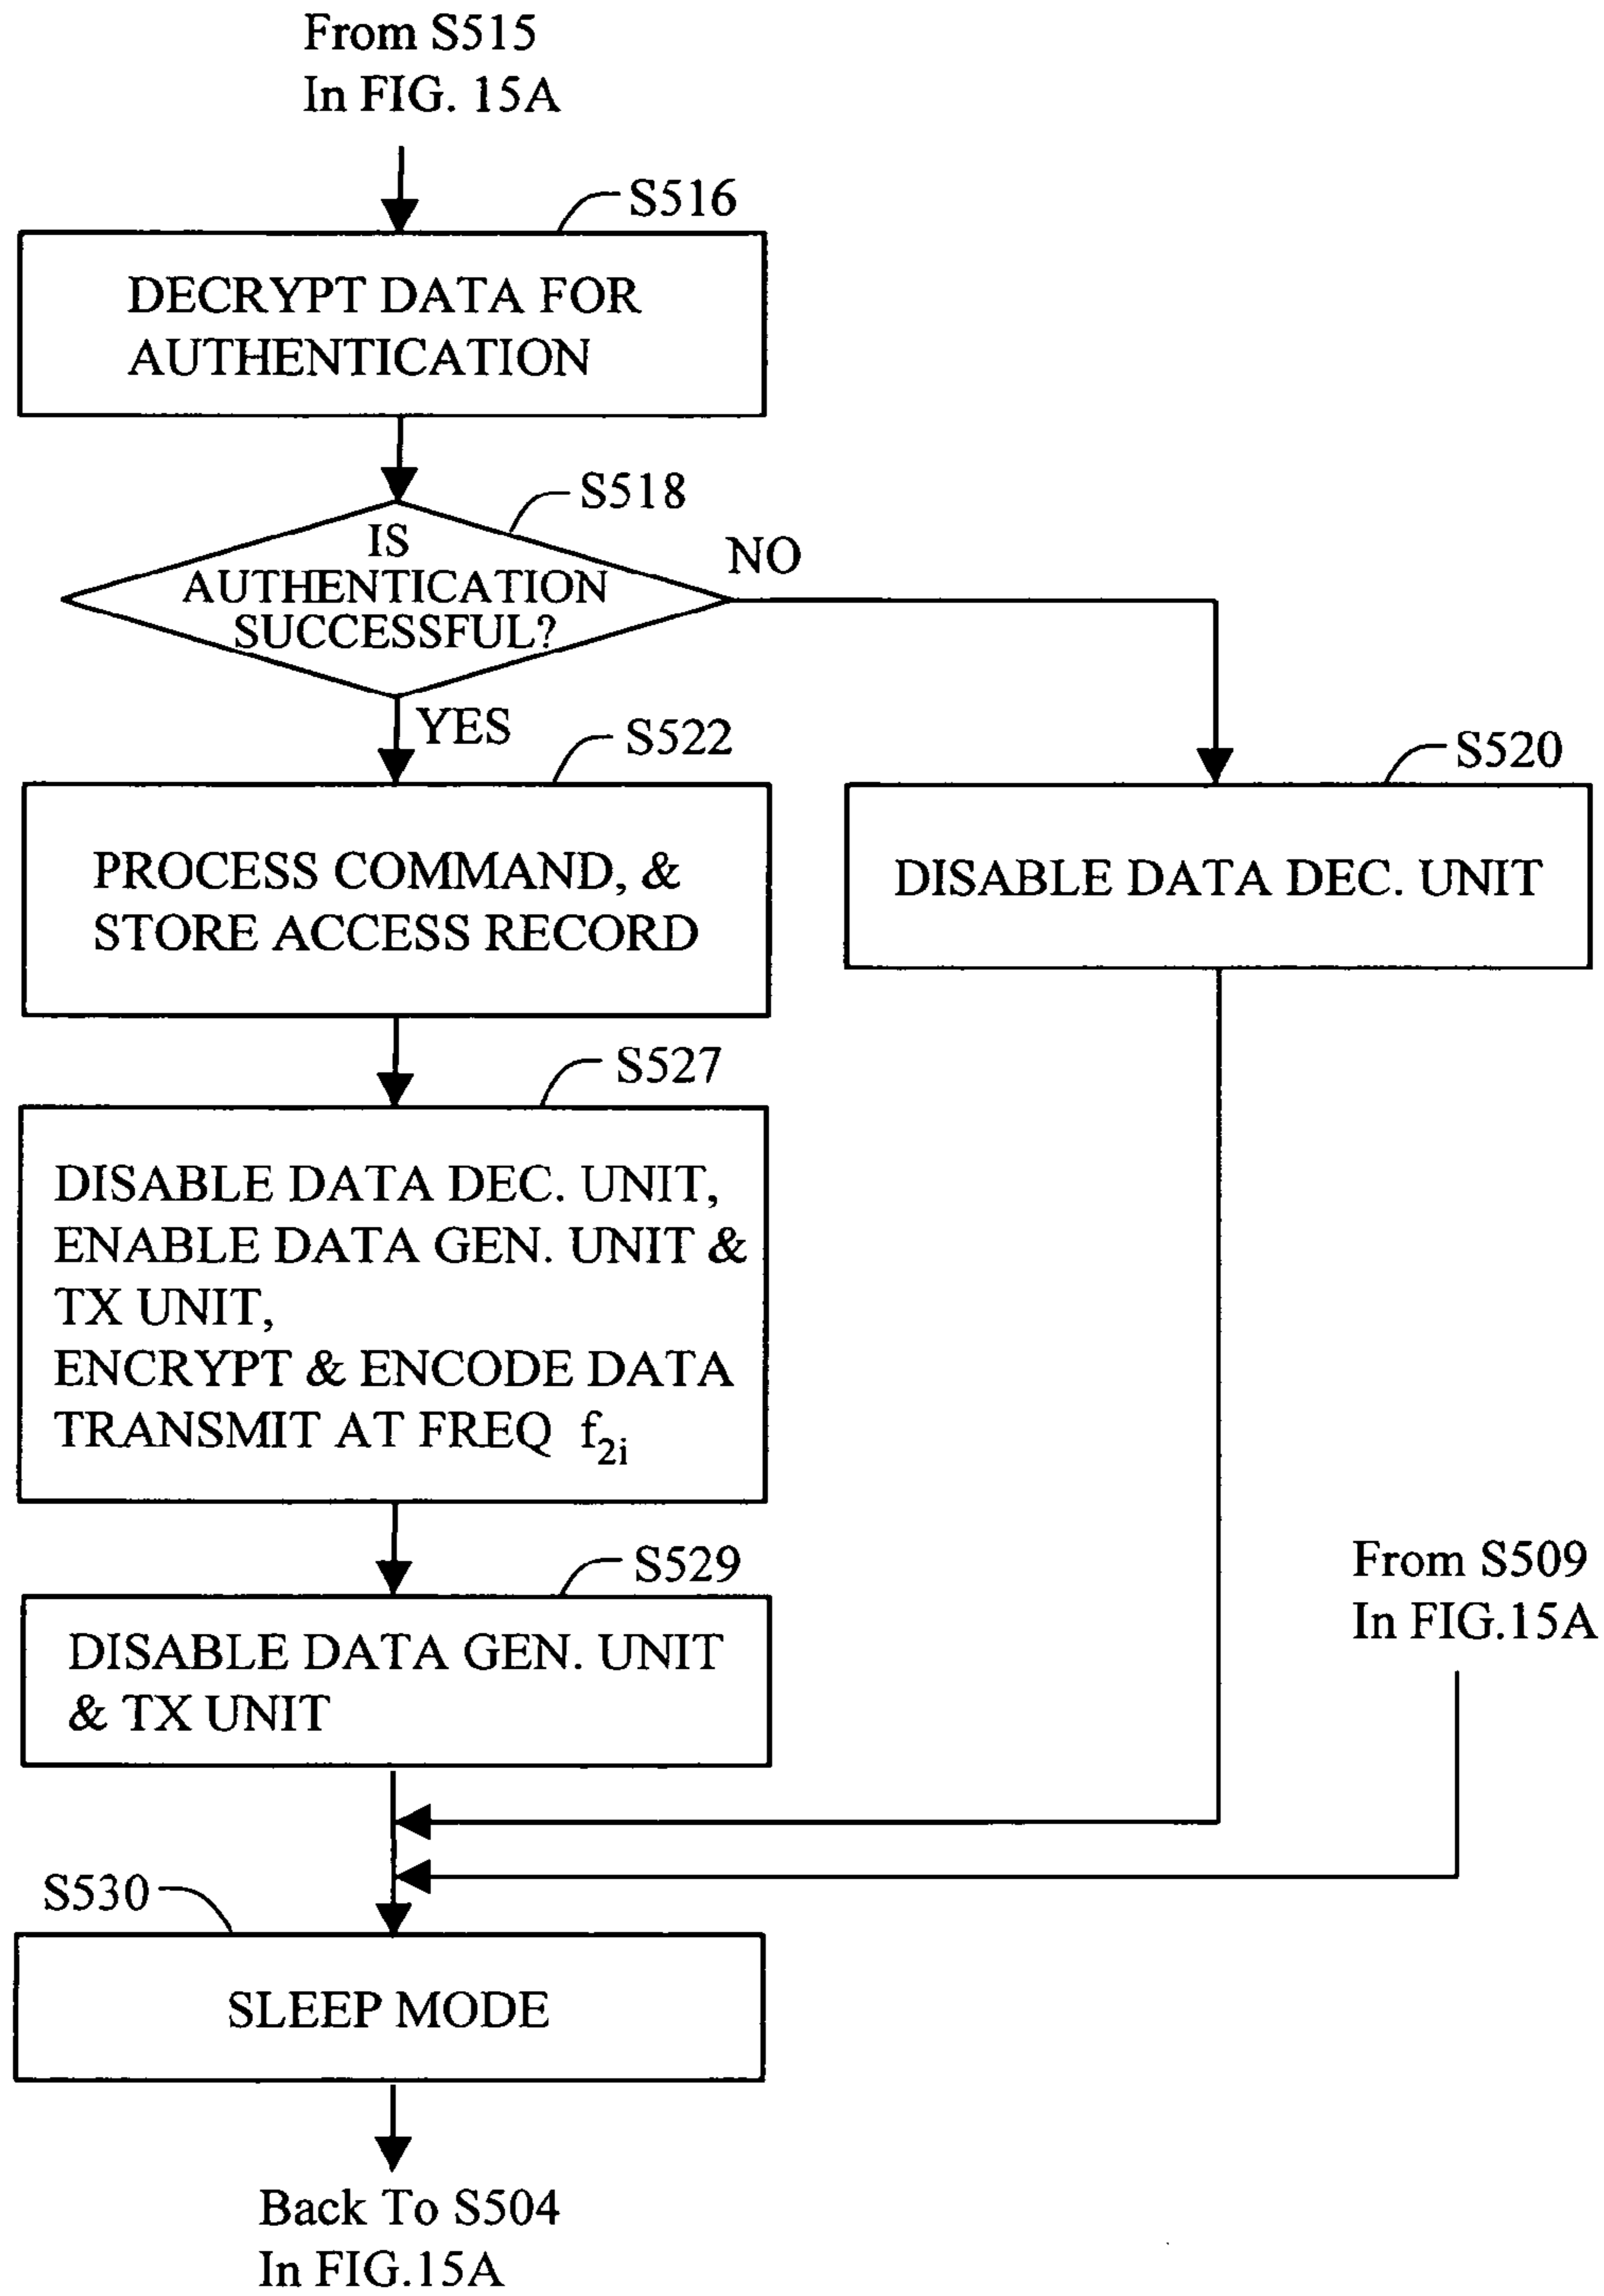 From S515
In FIG. 15A
S516
DECRYPT DATA FOR
AUTHENTICATION
S518
IS
AUTHENTICATION
SUCCESSFUL?
NO
YES
S522
S520
PROCESS COMMAND, &
STORE ACCESS RECORD
DISABLE DATA DEC. UNIT
S527
DISABLE DATA DEC. UNIT,
ENABLE DATA GEN. UNIT &
TX UNIT,
ENCRYPT & ENCODE DATA
TRANSMIT AT FREQ f2i
S529
From S509
In FIG.15A
DISABLE DATA GEN. UNIT
& TX UNIT
S530
SLEEP MODE
Back To S504
In FIG.15A